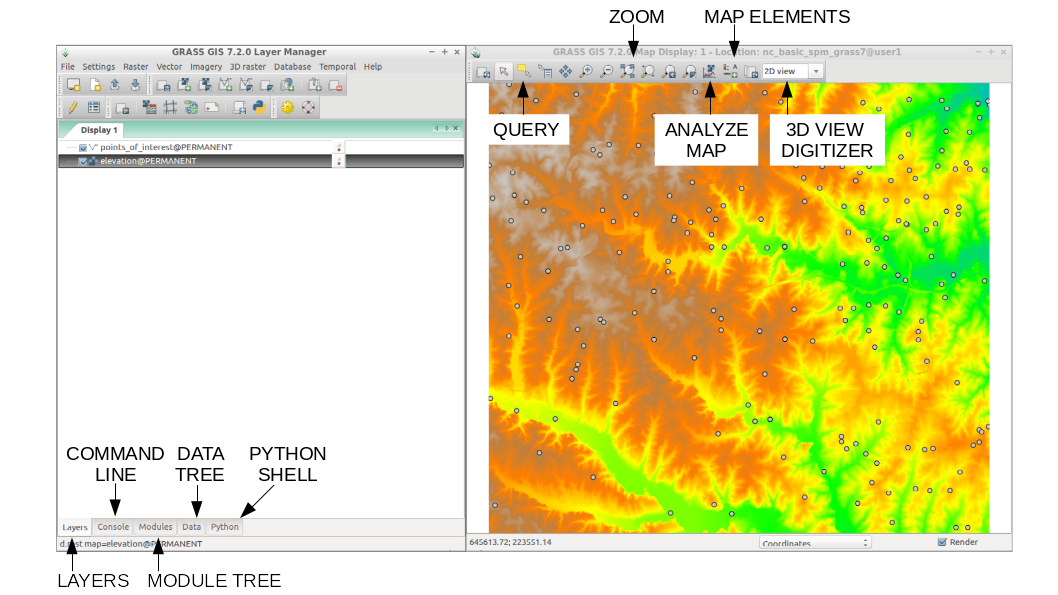 ZOOM MAP ELEMENTS
GRASS GIS 7.2.0 Layer Manager
GRASS GIS 7.2.0 Map Display: 1 - Location: nc_basic_spm_grass7@user1
File Settings Raster Vector Imagery 3D raster Database Temporal Help
2D view
Display 1
QUERY
ANALYZE
MAP
3D VIEW
DIGITIZER
points_of_interest@PERMANENT
elevation@PERMANENT
COMMAND
LINE
DATA
TREE
PYTHON
SHELL
Layers Console Modules Data Python
d.rast map=elevation@PERMANENT
645613.72; 223551.14
Coordinates
Render
LAYERS MODULE TREE